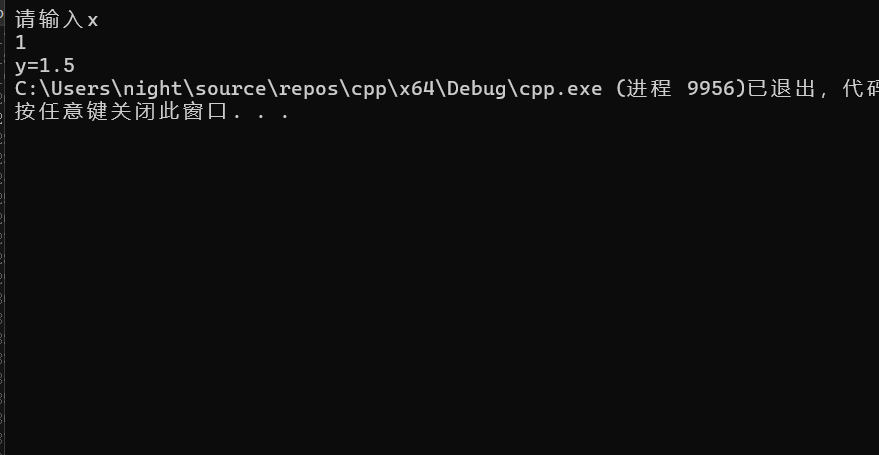 请输入x
1
y=1.5
C:\Users\night\source\repos\cpp\x64\Debug\cpp.exe (进程 9956)已退出，代码
按任意键关闭此窗口. . .